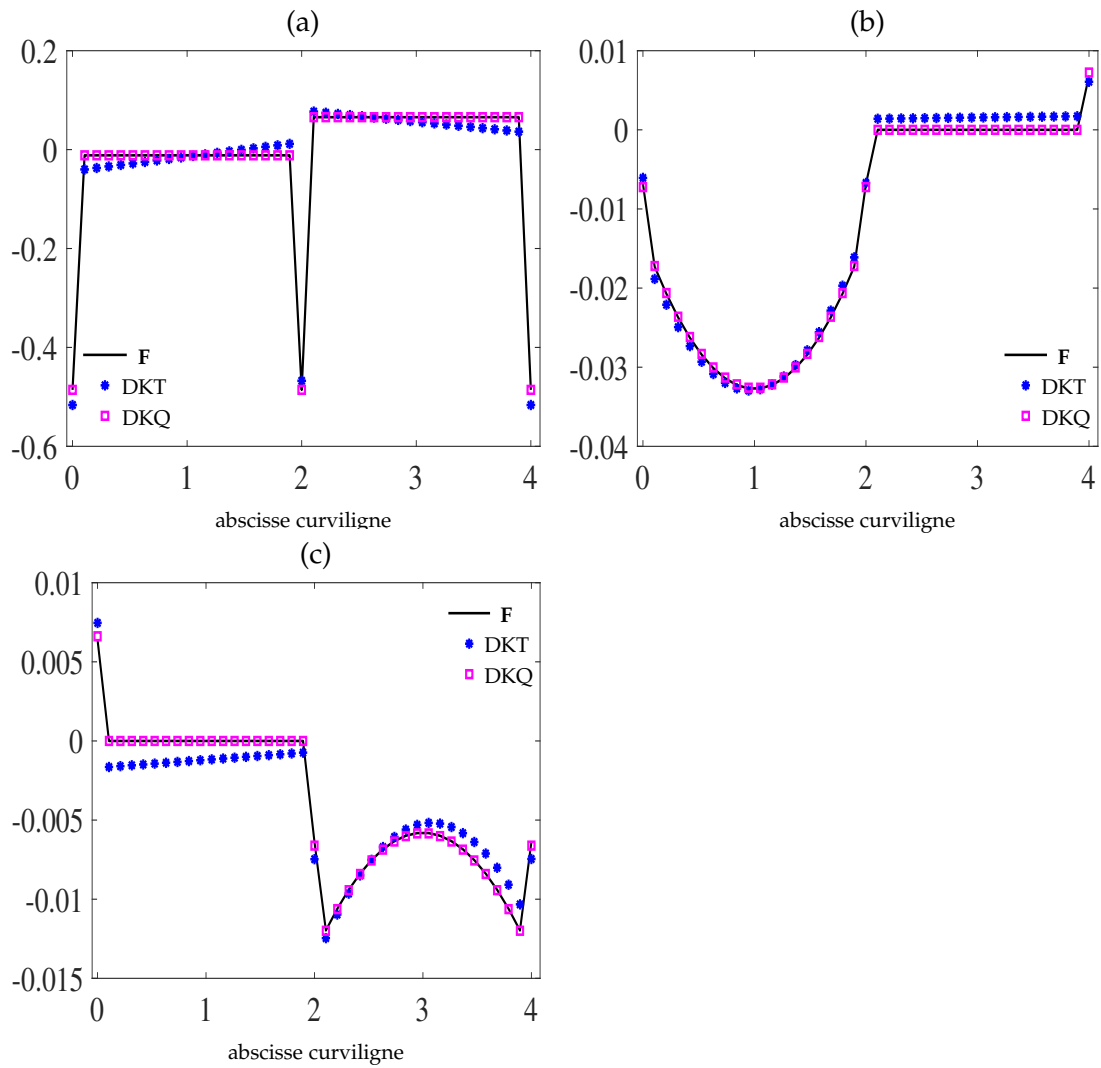 (a)
0.2
0
-0.2
-0.4
-0.6
F
DKT
DKQ
0 1 2 3 4
abscisse curviligne
(b)
0.01
0
-0.01
-0.02
-0.03
-0.04
F
DKT
DKQ
0 1 2 3 4
abscisse curviligne
(c)
0.01
0.005
0
-0.005
-0.01
-0.015
F
DKT
DKQ
0 1 2 3 4
abscisse curviligne